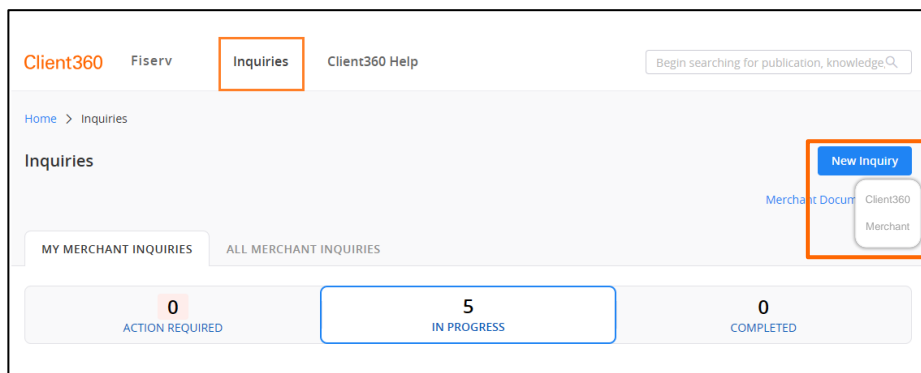 Client360 Fiserv Inquiries Client360 Help Begin searching for publication, knowledge,
Home > Inquiries
Inquiries
New Inquiry
Merchant Docum
Client360
Merchant
MY MERCHANT INQUIRIES ALL MERCHANT INQUIRIES
0 5 0
ACTION REQUIRED IN PROGRESS COMPLETED